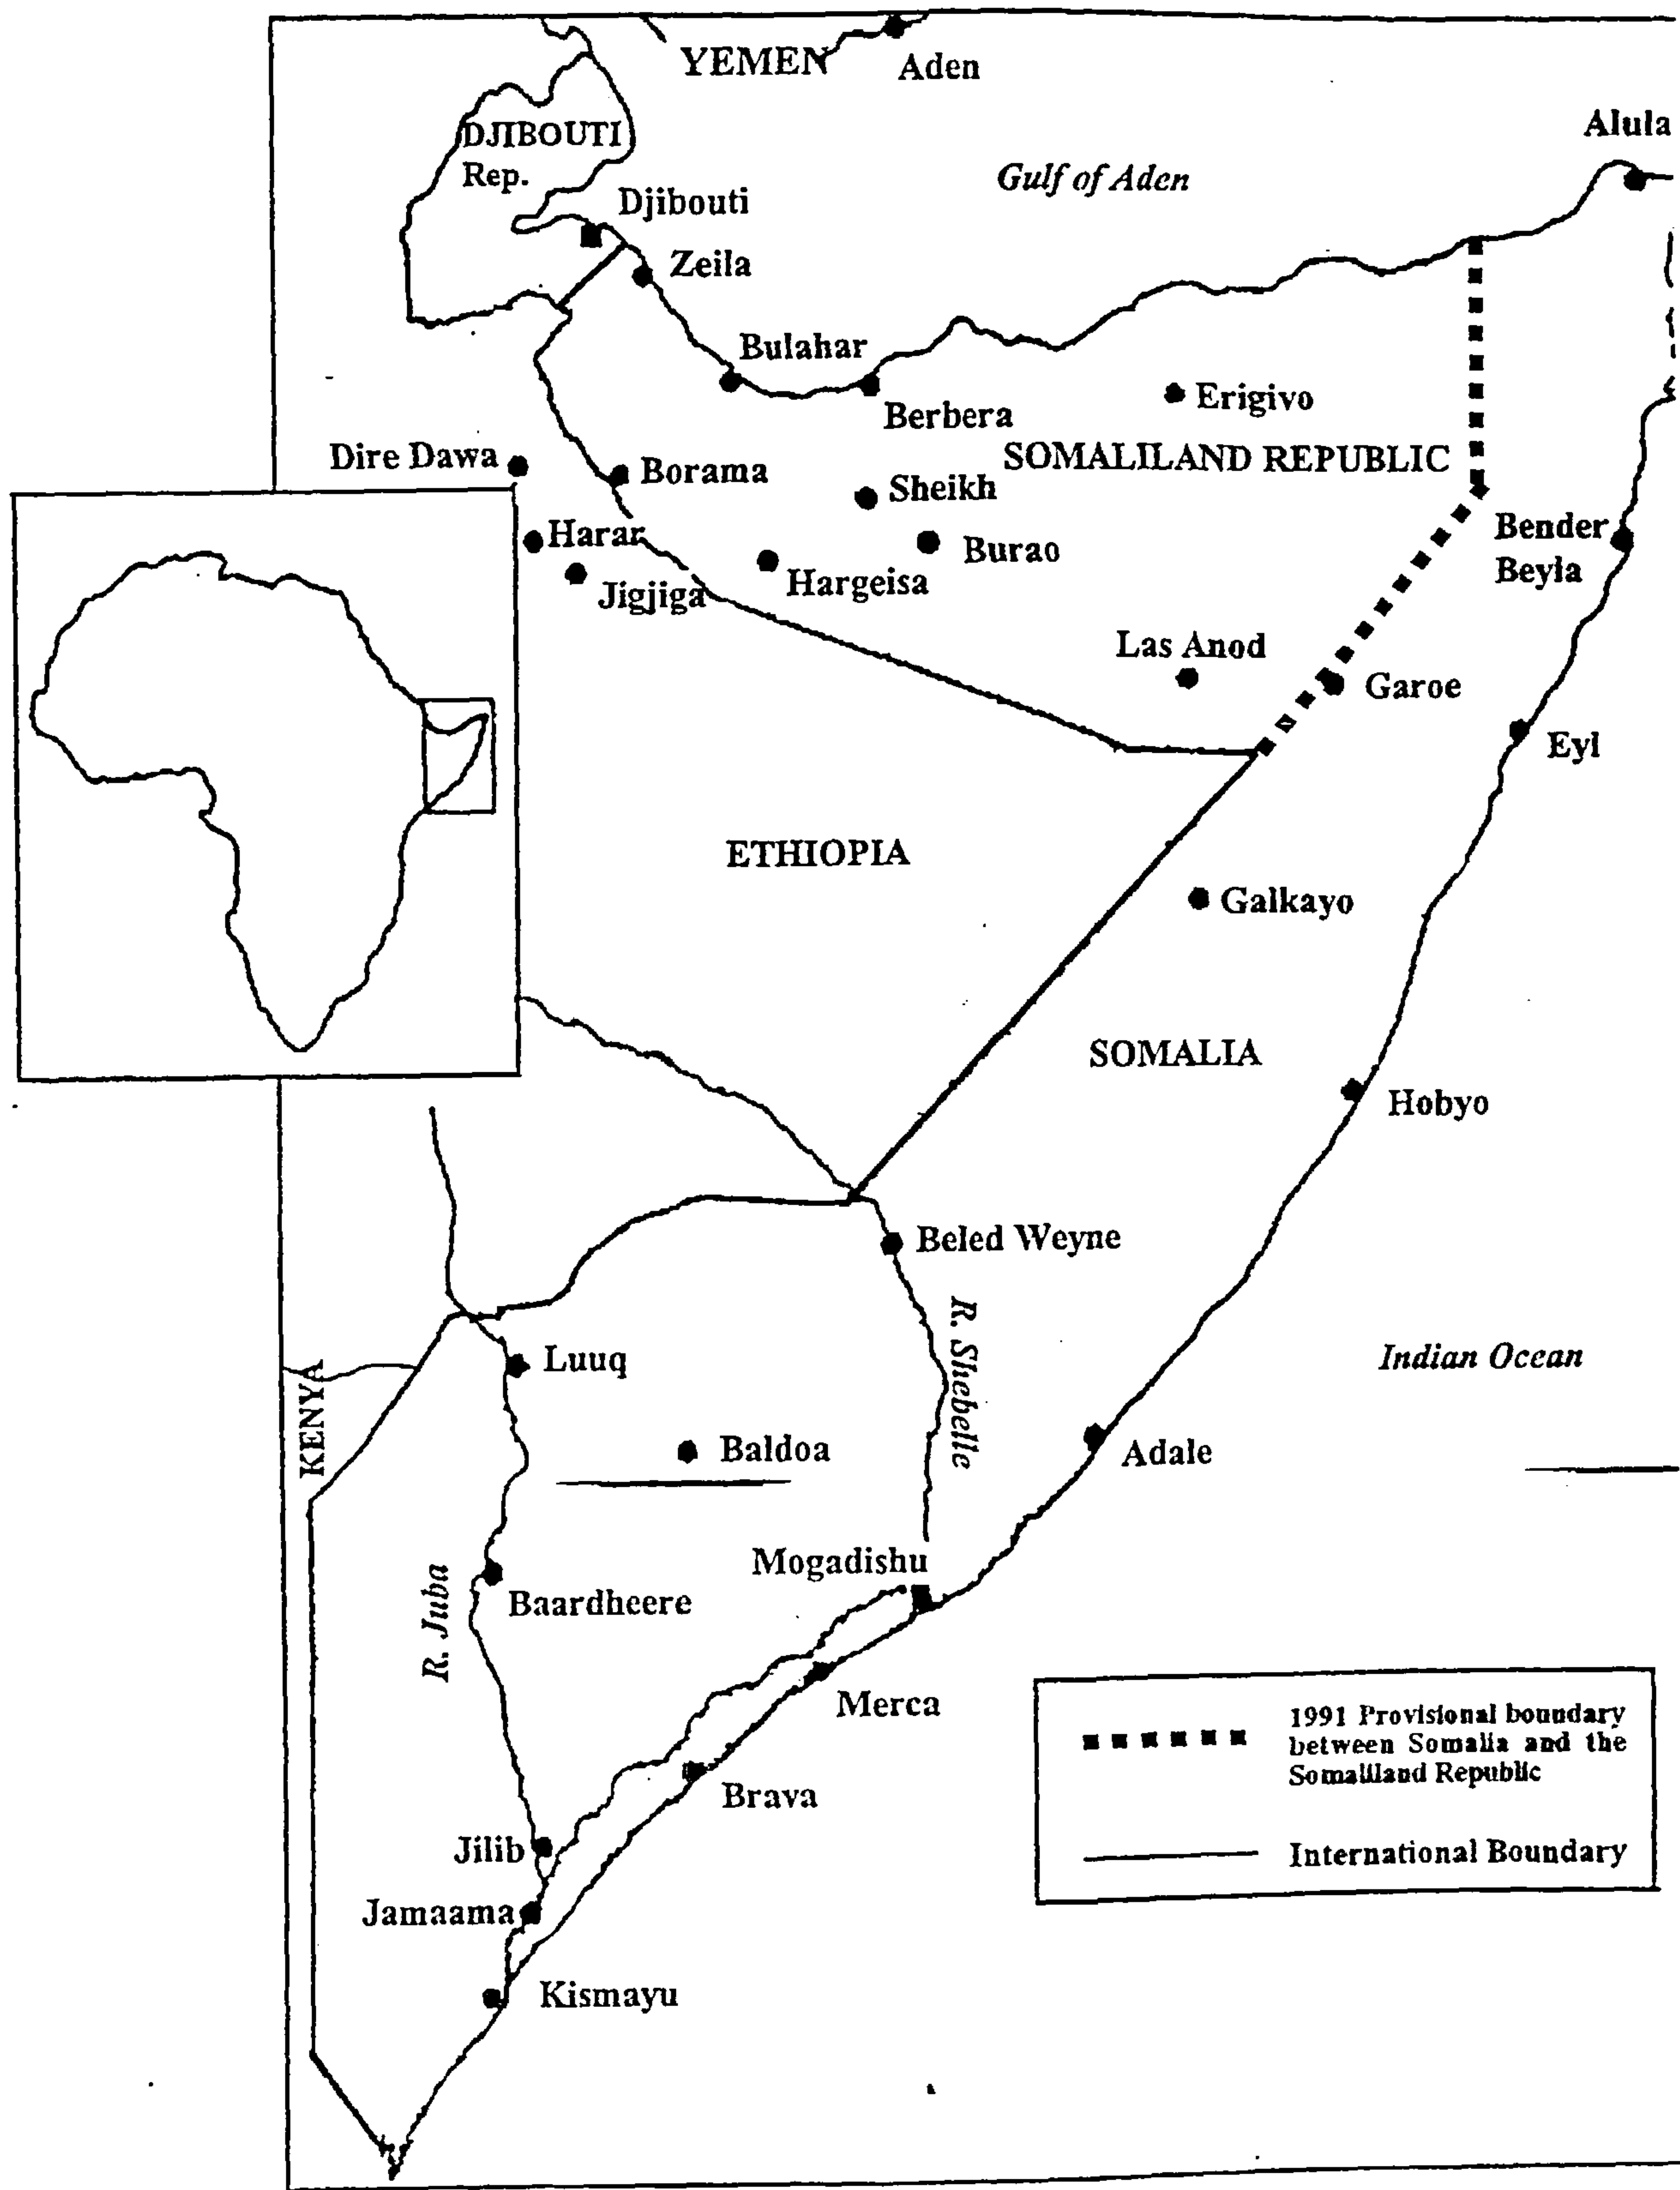 YEMEN
Aden
Alula
DJIBOUTI
Rep.
Gulf of Aden
Djibouti
Zeila
Bulahar
Berbera
Erigivo
SOMALILAND REPUBLIC
Dire Dawa
Borama
Sheikh
Harar
Burao
Bender
Beyla
Jigjiga
Hargeisa
Las Anod
Garoe
Eyl
ETHIOPIA
Galkayo
SOMALIA
Hobyo
Beled Weyne
R. Shebelle
Luuq
Indian Ocean
KENYA
Baldoa
Adale
Mogadishu
R. Juba
Baardheere
Merca
1991 Provisional boundary
between Somalia and the
Somaliland Republic
Brava
Jilib
International Boundary
Jamaama
Kismayu